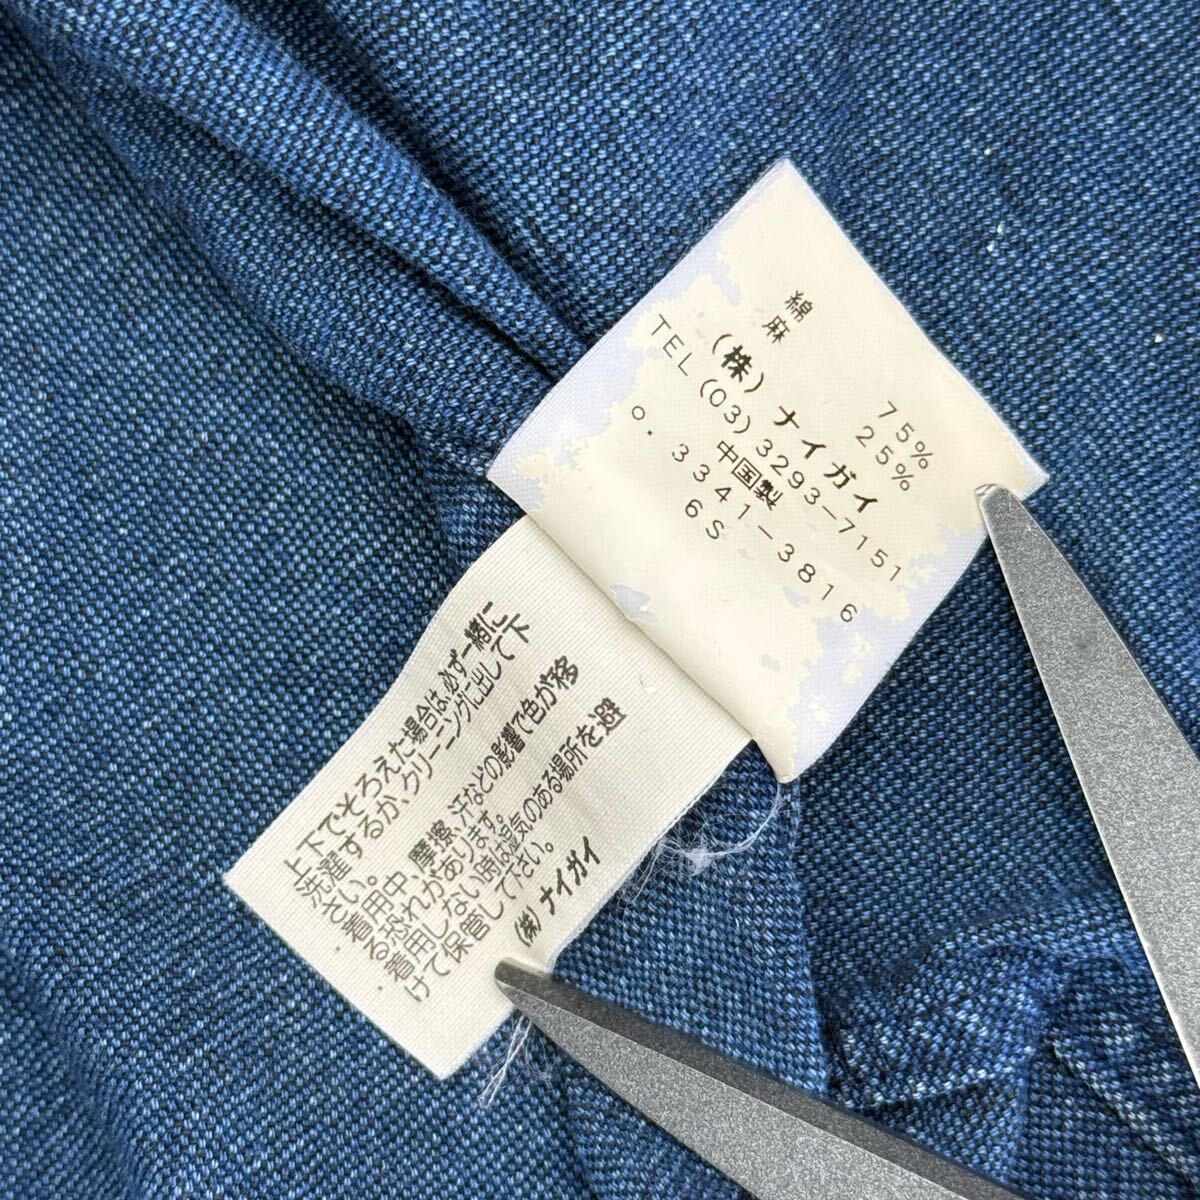 綿 75%
麻 25%
(株)ナイガイ
TEL(03)3293-7151
中国製
0.3341-3816
6S
上下でそろえた場合は必ず一緒に
洗濯するか、クリーニングに出して下
さい。
・着用中、摩擦、汗などの影響で色が移
る恐れがあります。
・着用しない時は湿気のある場所を避
けて保管して下さい。
(株)ナイガイ